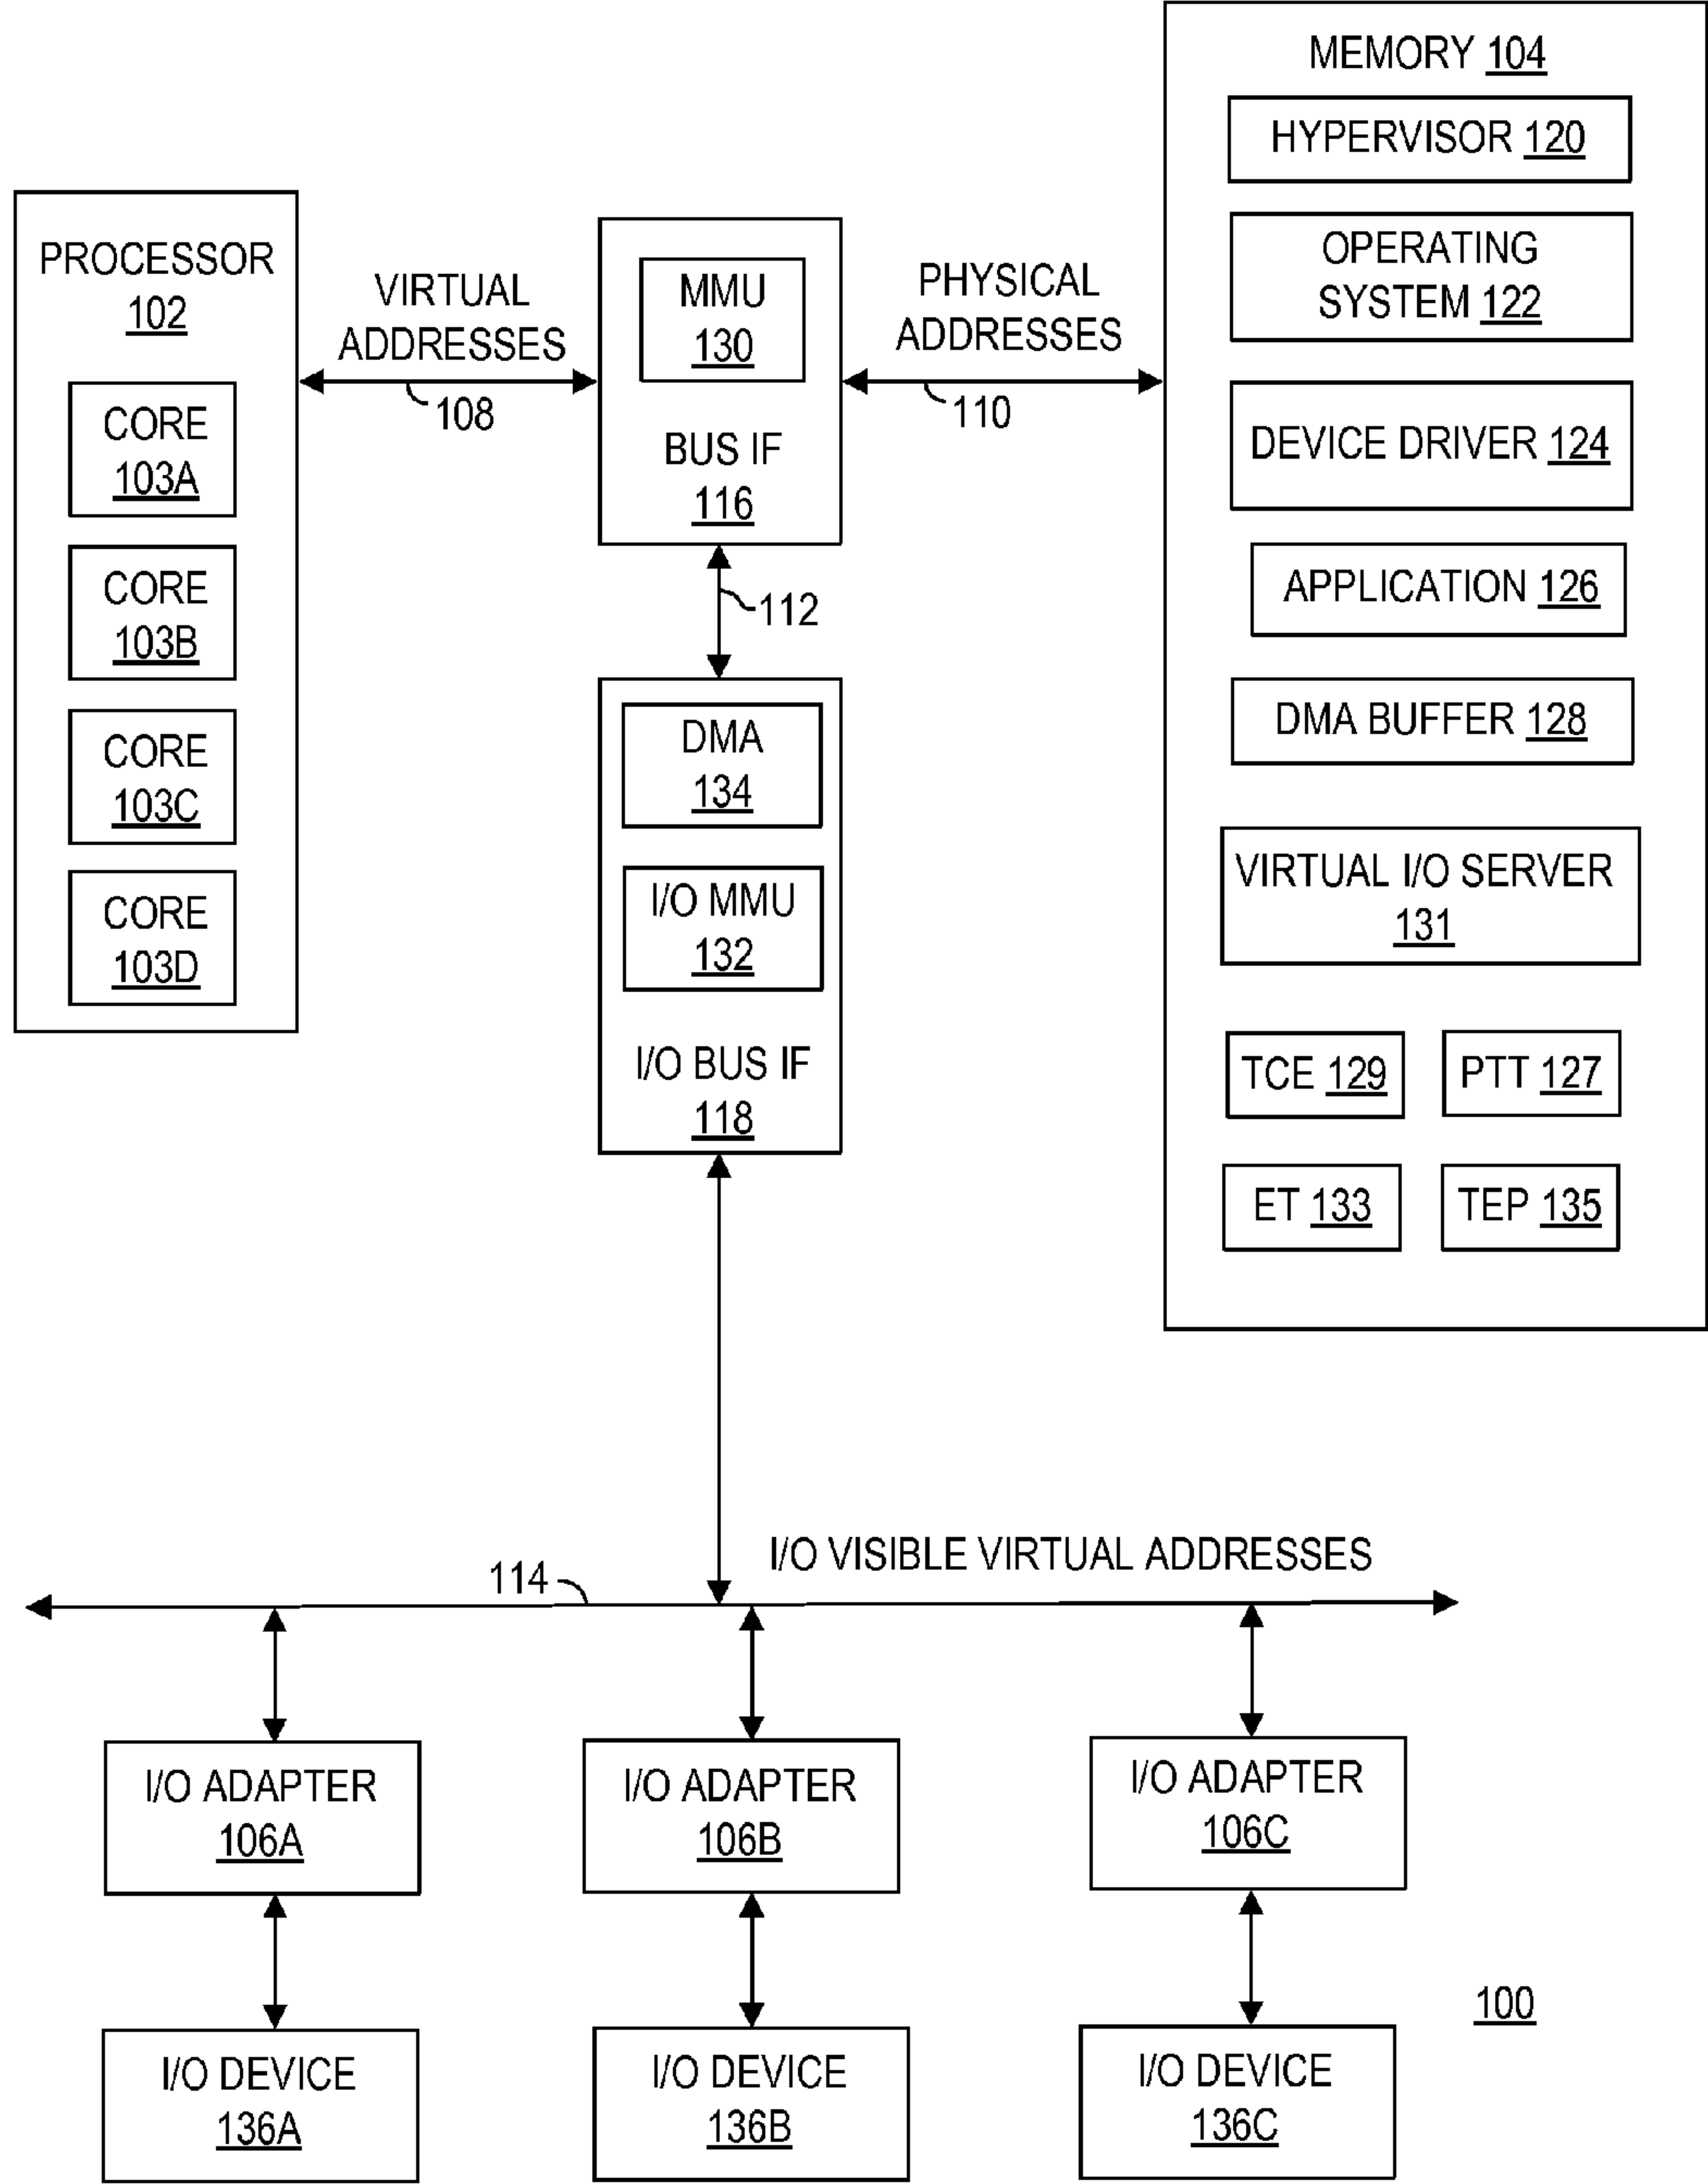 MEMORY 104
HYPERVISOR 120
OPERATING
SYSTEM 122
DEVICE DRIVER 124
APPLICATION 126
DMA BUFFER 128
VIRTUAL I/O SERVER
131
TCE 129
PTT 127
ET 133
TEP 135
PROCESSOR
102
CORE
103A
CORE
103B
CORE
103C
CORE
103D
VIRTUAL
ADDRESSES
108
MMU
130
BUS IF
116
PHYSICAL
ADDRESSES
110
112
DMA
134
I/O MMU
132
I/O BUS IF
118
114
I/O VISIBLE VIRTUAL ADDRESSES
I/O ADAPTER
106A
I/O ADAPTER
106B
I/O ADAPTER
106C
I/O DEVICE
136A
I/O DEVICE
136B
I/O DEVICE
136C
100